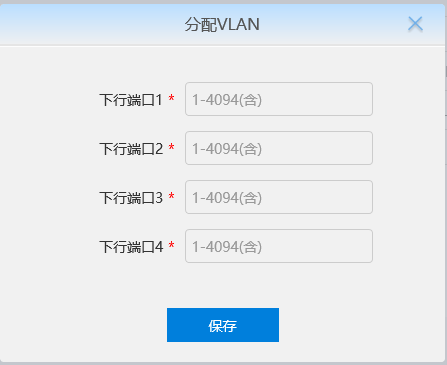 分配VLAN
下行端口1 * 1-4094(含)
下行端口2 * 1-4094(含)
下行端口3 * 1-4094(含)
下行端口4 * 1-4094(含)
保存